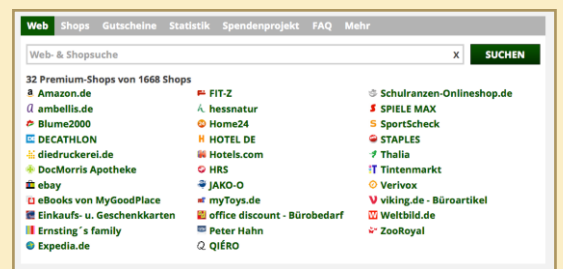 Web Shops Gutscheine Statistik Spendenprojekt FAQ Mehr
Web- & Shopsuche x SUCHEN
32 Premium-Shops von 1668 Shops
Amazon.de
ambellis.de
Blume2000
DECATHLON
diedruckerei.de
DocMorris Apotheke
ebay
eBooks von MyGoodPlace
Einkaufs- u. Geschenkkarten
Ernsting´s family
Expedia.de
FIT-Z
hessnatur
Home24
HOTEL DE
Hotels.com
HRS
JAKO-O
myToys.de
office discount - Bürobedarf
Peter Hahn
QIÉRO
Schulranzen-Onlineshop.de
SPIELE MAX
SportScheck
STAPLES
Thalia
Tintenmarkt
Verivox
viking.de - Büroartikel
Weltbild.de
ZooRoyal